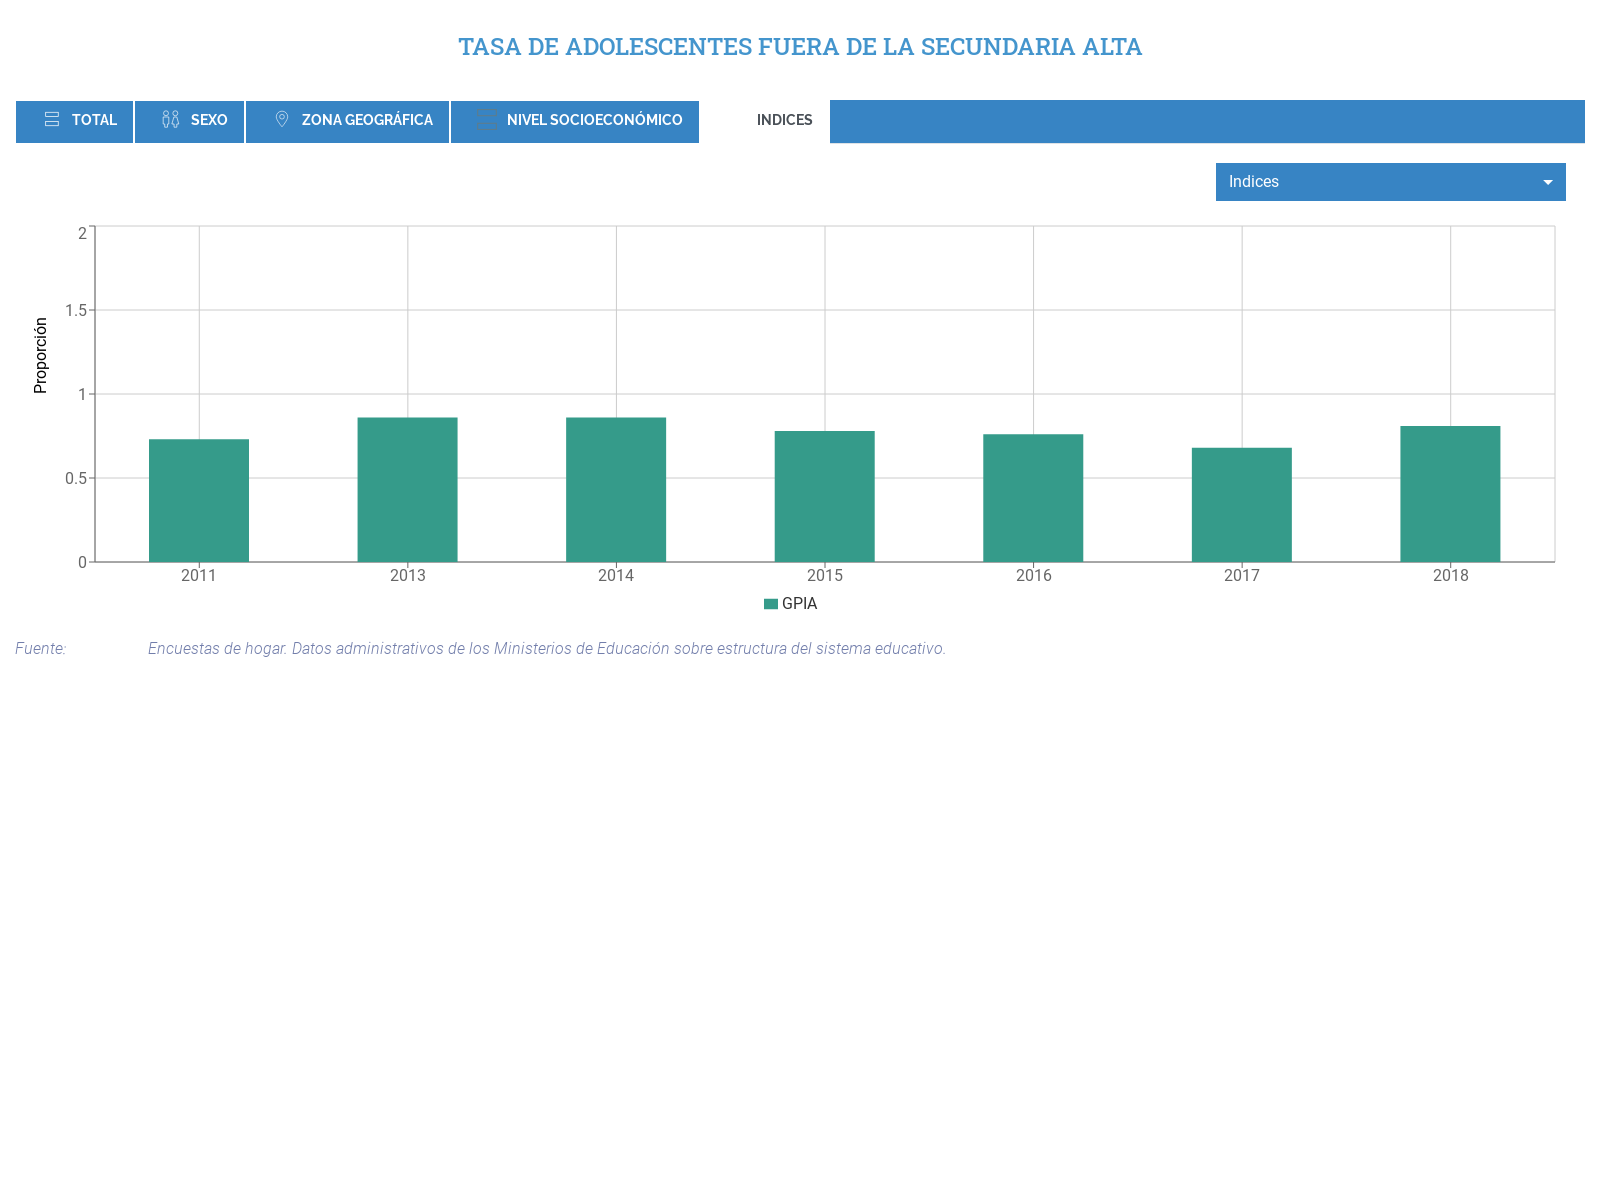 TASA DE ADOLESCENTES FUERA DE LA SECUNDARIA ALTA
TOTAL SEXO ZONA GEOGRÁFICA NIVEL SOCIOECONÓMICO INDICES
Indices
2
1.5
1
0.5
0
Proporción
2011 2013 2014 2015 2016 2017 2018
GPIA
Fuente: Encuestas de hogar. Datos administrativos de los Ministerios de Educación sobre estructura del sistema educativo.